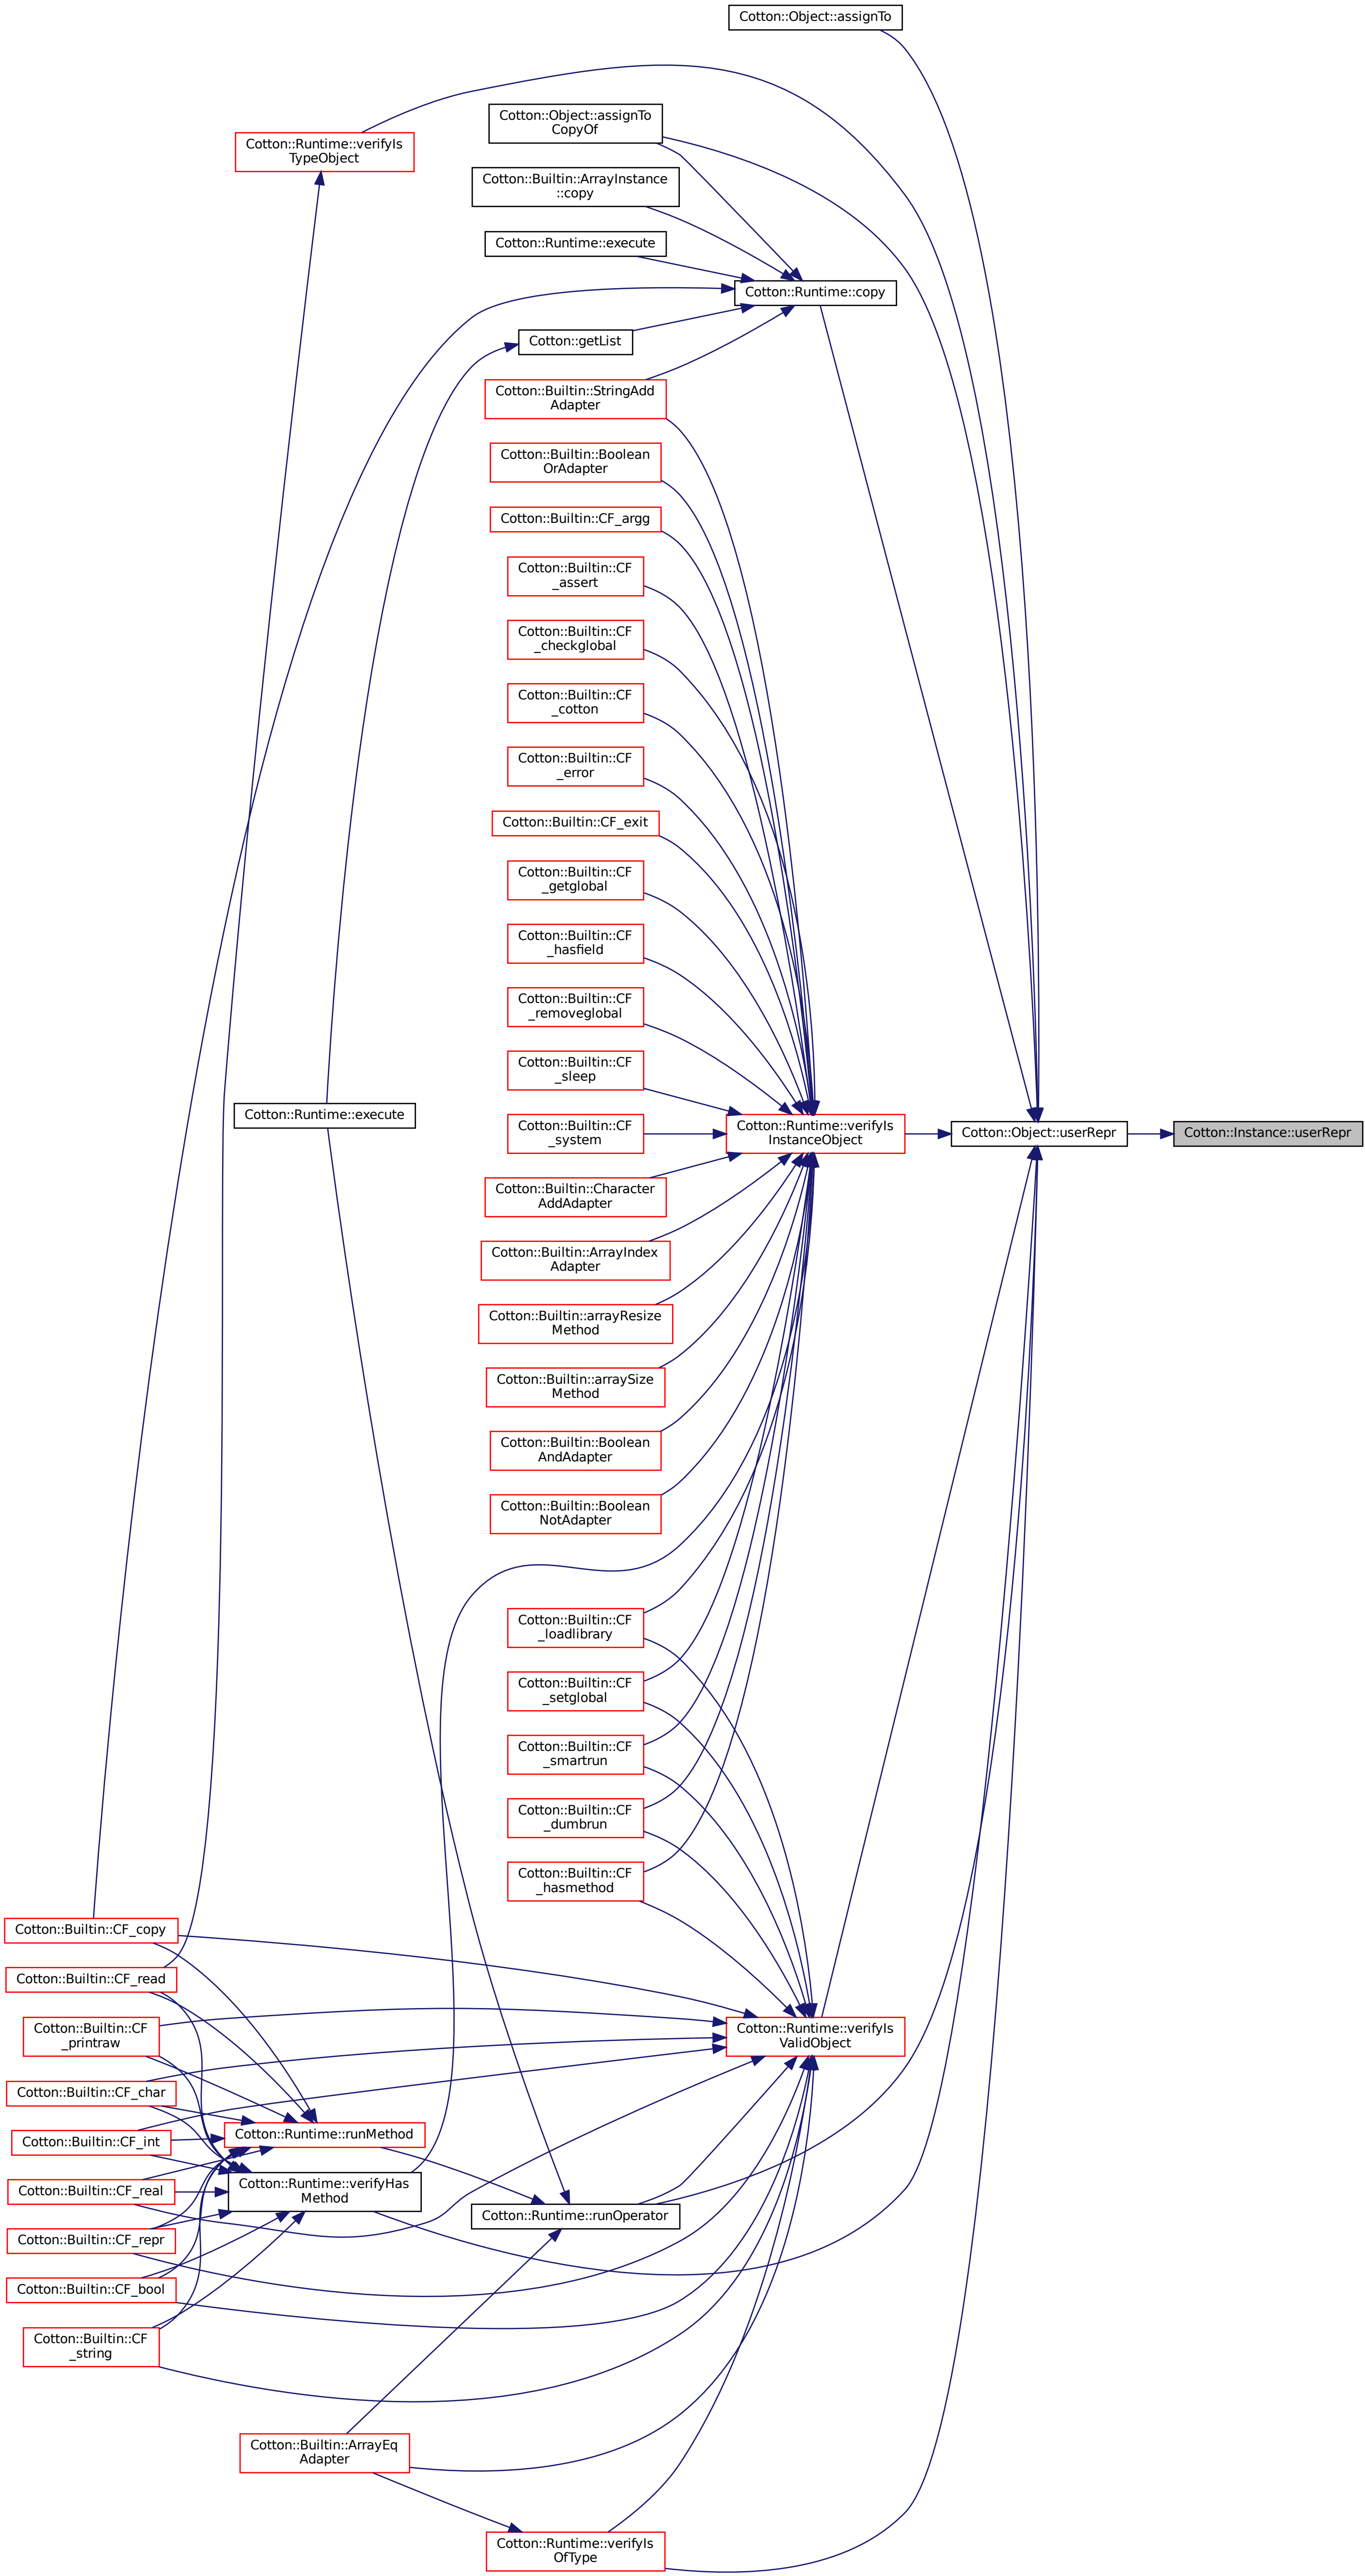 Cotton::Object::assignTo
Cotton::Runtime::verifyIs
TypeObject
Cotton::Object::assignTo
CopyOf
Cotton::Builtin::ArrayInstance
::copy
Cotton::Runtime::execute
Cotton::Runtime::copy
Cotton::getList
Cotton::Builtin::StringAdd
Adapter
Cotton::Builtin::Boolean
OrAdapter
Cotton::Builtin::CF_argg
Cotton::Builtin::CF
_assert
Cotton::Builtin::CF
_checkglobal
Cotton::Builtin::CF
_cotton
Cotton::Builtin::CF
_error
Cotton::Builtin::CF_exit
Cotton::Builtin::CF
_getglobal
Cotton::Builtin::CF
_hasfield
Cotton::Builtin::CF
_removeglobal
Cotton::Builtin::CF
_sleep
Cotton::Runtime::execute
Cotton::Builtin::CF
_system
Cotton::Runtime::verifyIs
InstanceObject
Cotton::Object::userRepr
Cotton::Instance::userRepr
Cotton::Builtin::Character
AddAdapter
Cotton::Builtin::ArrayIndex
Adapter
Cotton::Builtin::arrayResize
Method
Cotton::Builtin::arraySize
Method
Cotton::Builtin::Boolean
AndAdapter
Cotton::Builtin::Boolean
NotAdapter
Cotton::Builtin::CF
_loadlibrary
Cotton::Builtin::CF
_setglobal
Cotton::Builtin::CF
_smartrun
Cotton::Builtin::CF
_dumbrun
Cotton::Builtin::CF
_hasmethod
Cotton::Builtin::CF_copy
Cotton::Builtin::CF_read
Cotton::Builtin::CF
_printraw
Cotton::Runtime::verifyIs
ValidObject
Cotton::Builtin::CF_char
Cotton::Builtin::CF_int
Cotton::Runtime::runMethod
Cotton::Builtin::CF_real
Cotton::Runtime::verifyHas
Method
Cotton::Runtime::runOperator
Cotton::Builtin::CF_repr
Cotton::Builtin::CF_bool
Cotton::Builtin::CF
_string
Cotton::Builtin::ArrayEq
Adapter
Cotton::Runtime::verifyIs
OfType